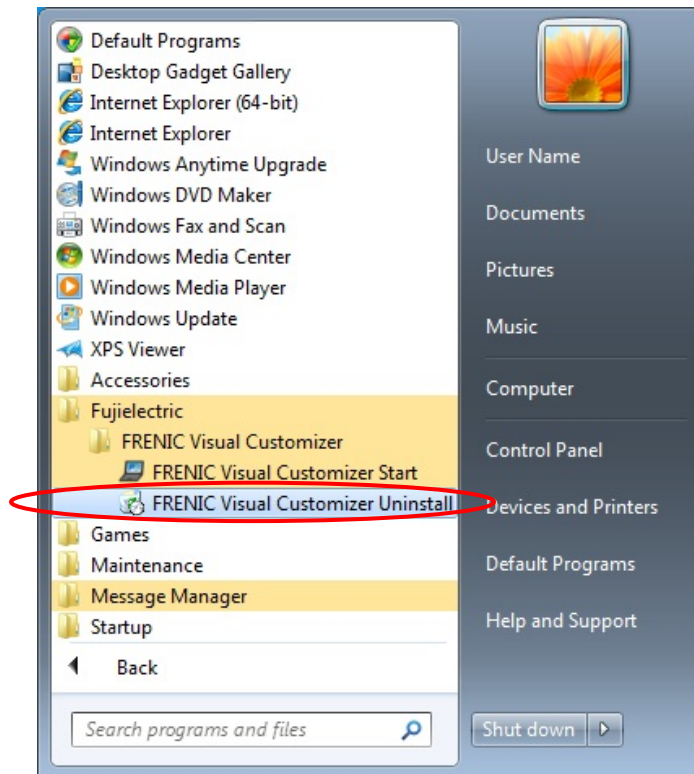 Default Programs
Desktop Gadget Gallery
Internet Explorer (64-bit)
Internet Explorer
Windows Anytime Upgrade
Windows DVD Maker
Windows Fax and Scan
Windows Media Center
Windows Media Player
Windows Update
XPS Viewer
Accessories
Fujielectric
FRENIC Visual Customizer
FRENIC Visual Customizer Start
FRENIC Visual Customizer Uninstall
Games
Maintenance
Message Manager
Startup
Back
Search programs and files
User Name
Documents
Pictures
Music
Computer
Control Panel
Devices and Printers
Default Programs
Help and Support
Shut down